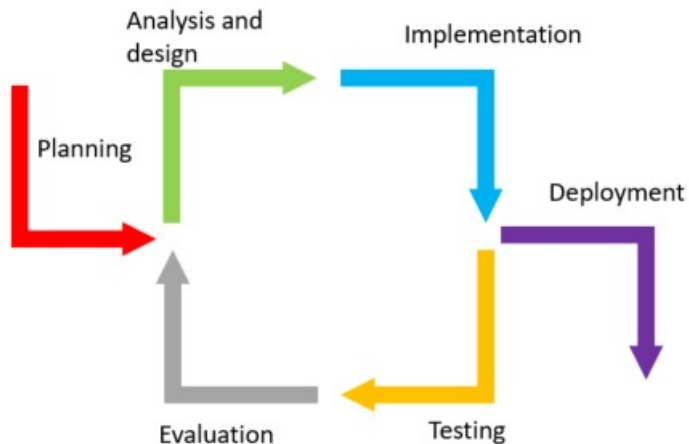 Analysis and
design
Implementation
Planning
Deployment
Evaluation
Testing